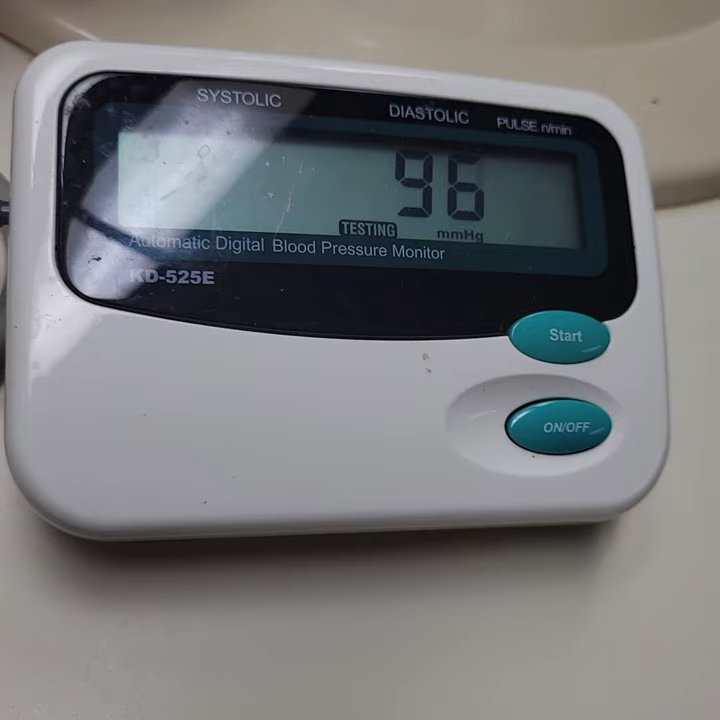 SYSTOLIC DIASTOLIC PULSE n/min
96
TESTING mmHg
Automatic Digital Blood Pressure Monitor
KD-525E
Start
ON/OFF